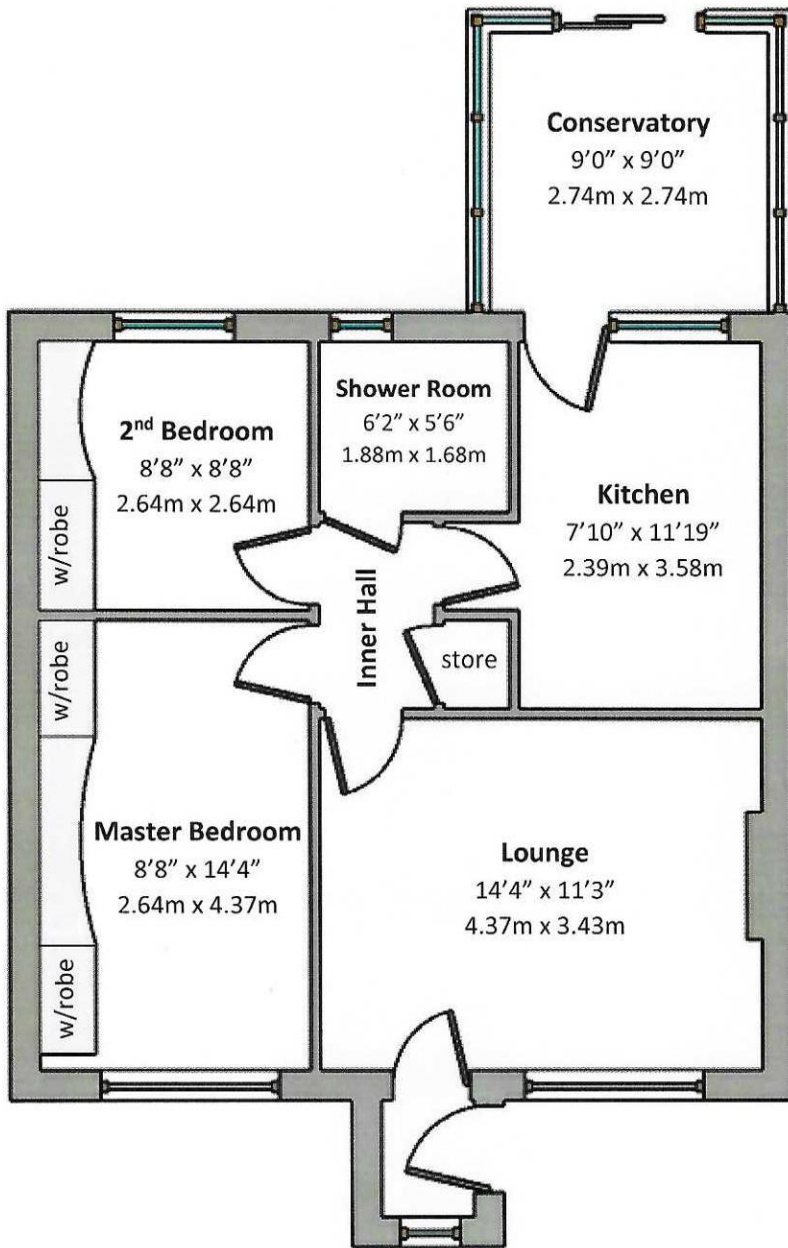 Conservatory
9’0” x 9’0”
2.74m x 2.74m
Shower Room
6’2” x 5’6”
1.88m x 1.68m
2nd Bedroom
8’8” x 8’8”
2.64m x 2.64m
Kitchen
7’10” x 11’19”
2.39m x 3.58m
w/robe
Inner Hall
store
w/robe
Master Bedroom
8’8” x 14’4”
2.64m x 4.37m
Lounge
14’4” x 11’3”
4.37m x 3.43m
w/robe